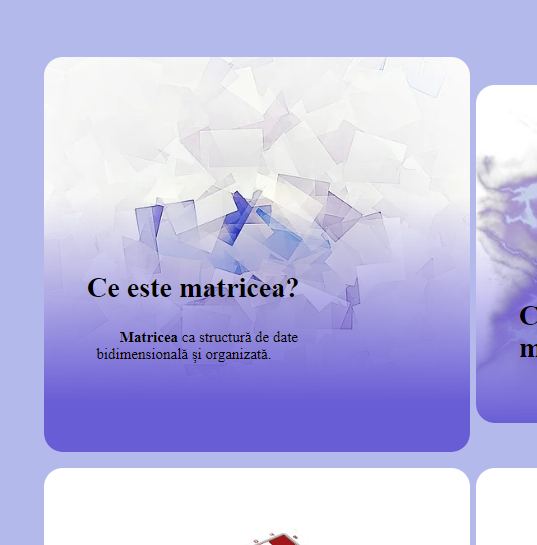 Ce este matricea?
Matricea ca structură de date
bidimensională și organizată.